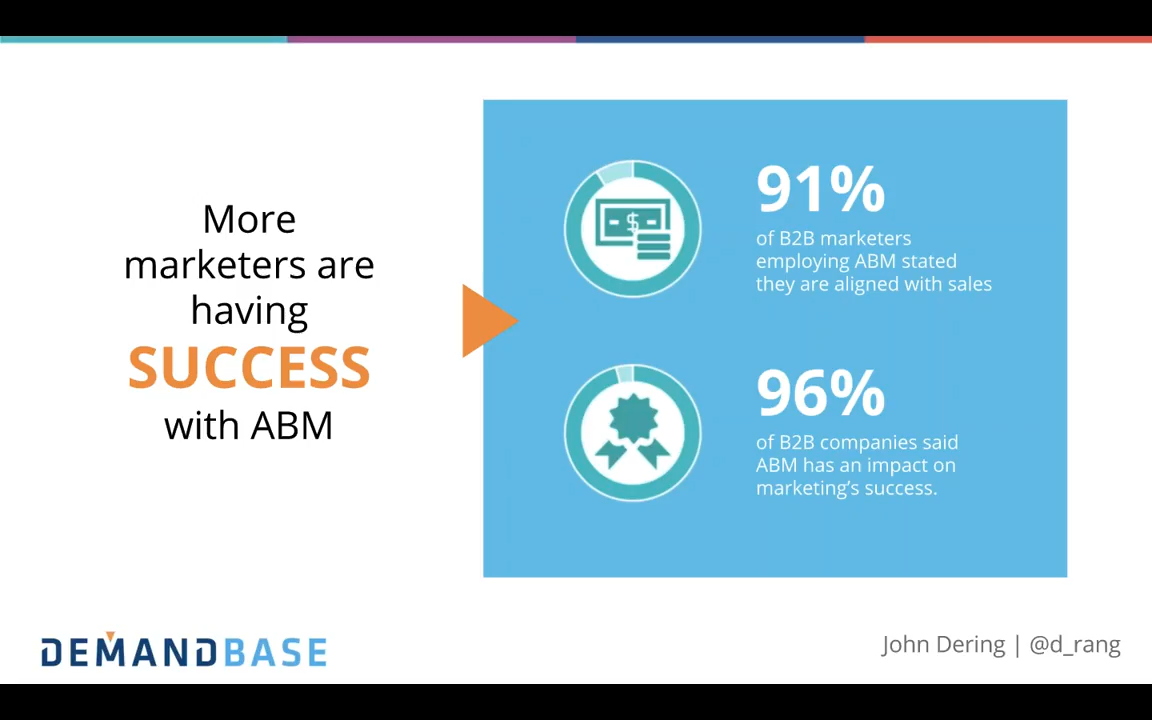 More
marketers are
having
SUCCESS
with ABM
91%
of B2B marketers
employing ABM stated
they are aligned with sales
$
96%
of B2B companies said
ABM has an impact on
marketing's success.
DEMANDBASE
John Dering | @d_rang